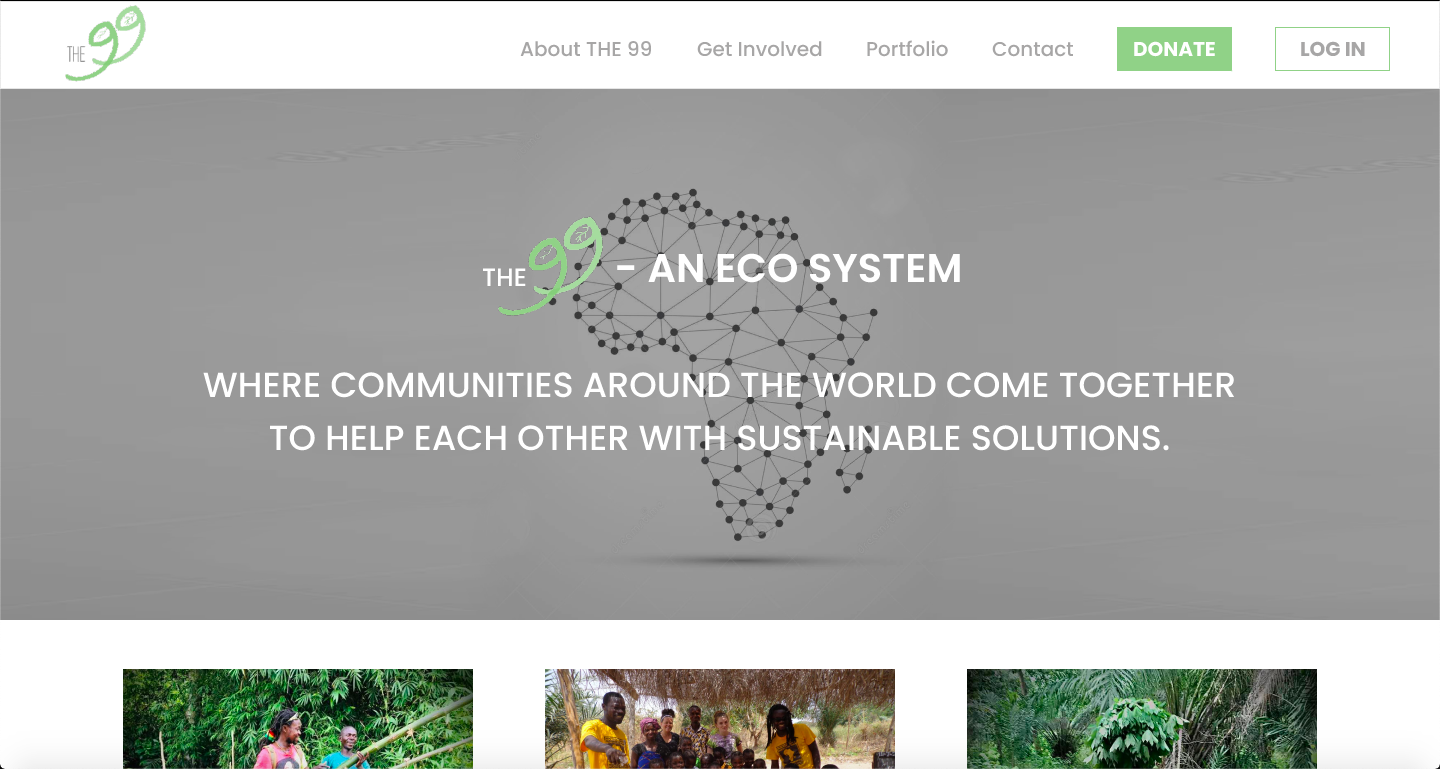 THE 99
About THE 99
Get Involved
Portfolio
Contact
DONATE
LOG IN
THE 99 - AN ECO SYSTEM
WHERE COMMUNITIES AROUND THE WORLD COME TOGETHER
TO HELP EACH OTHER WITH SUSTAINABLE SOLUTIONS.